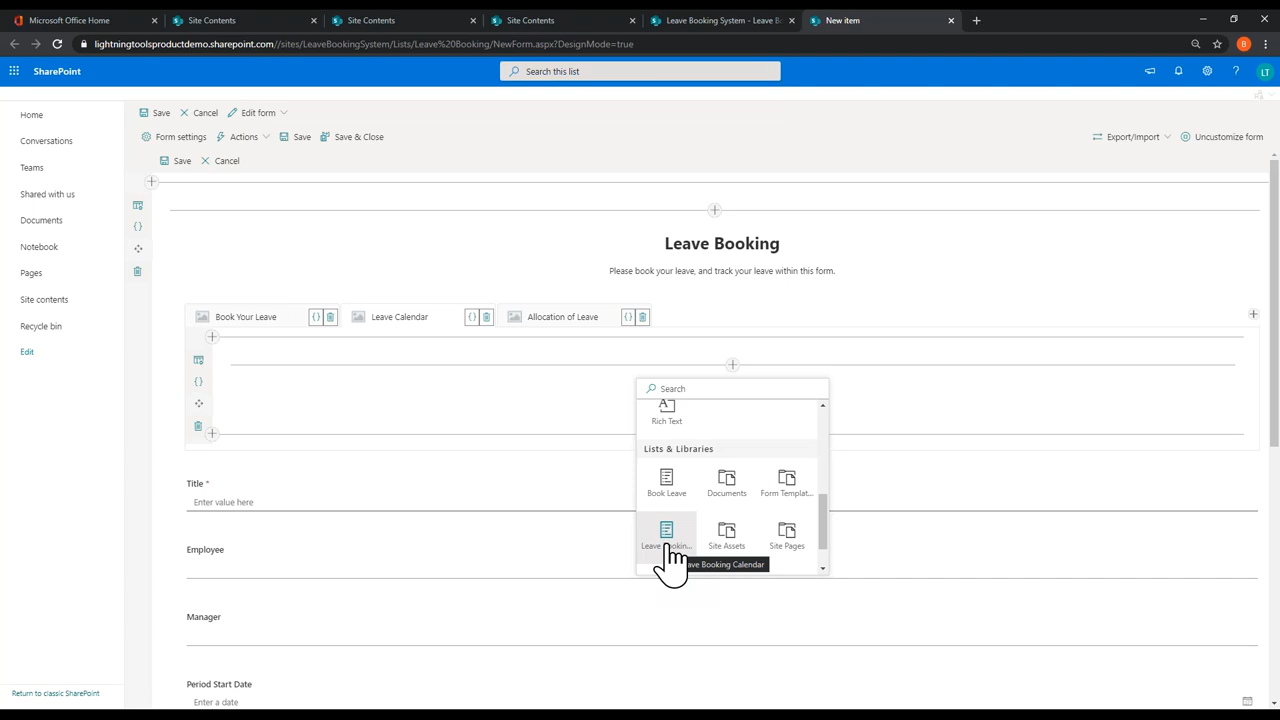 Microsoft Office Home
Site Contents
Site Contents
Site Contents
Leave Booking System - Leave B
New item
lightningtoolsproductdemo.sharepoint.com//sites/LeaveBookingSystem/Lists/Leave%20Booking/NewForm.aspx?DesignMode=true
B
SharePoint
Search this list
?
LT
Home
Conversations
Teams
Shared with us
Documents
Notebook
Pages
Site contents
Recycle bin
Edit
Return to classic SharePoint
Save
Cancel
Edit form
Form settings
Actions
Save
Save & Close
Export/Import
Uncustomize form
Save
Cancel
Leave Booking
Please book your leave, and track your leave within this form.
Book Your Leave
Leave Calendar
Allocation of Leave
Search
Rich Text
Lists & Libraries
Book Leave
Documents
Form Templat...
Site Assets
Site Pages
Booking Calendar
Title *
Enter value here
Employee
Manager
Period Start Date
Enter a date